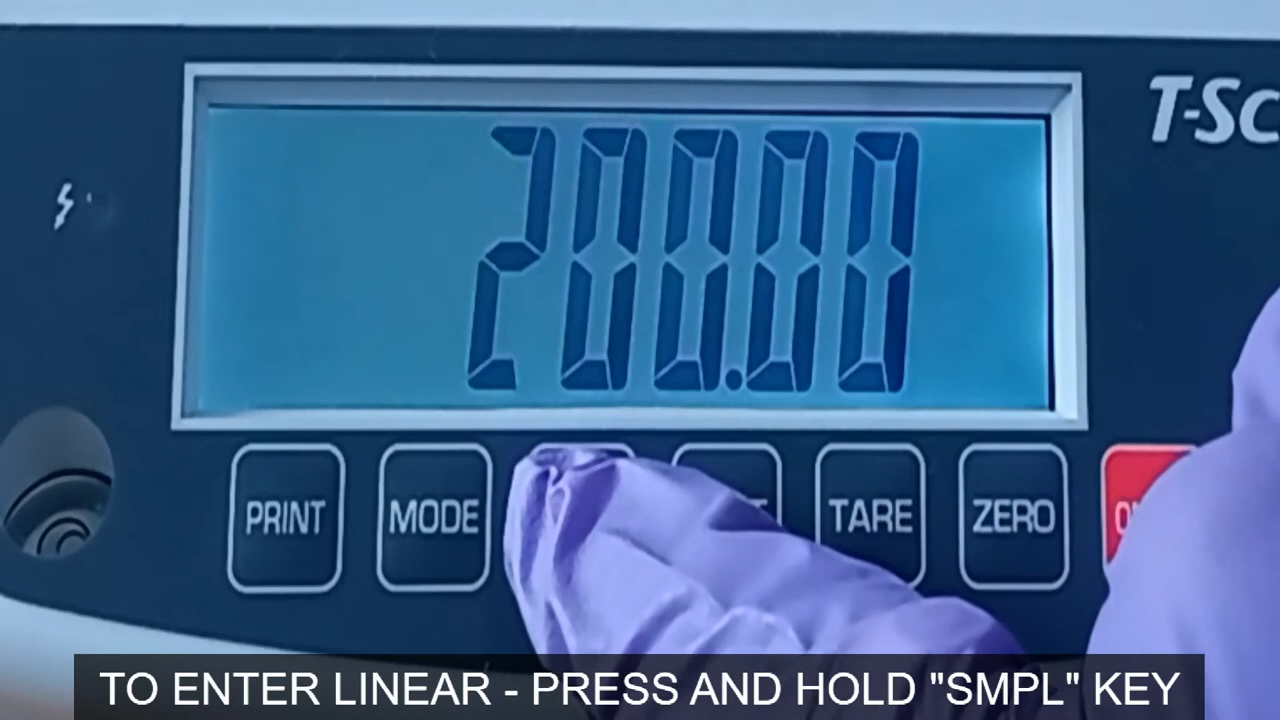 T-Sc
200.00
PRINT
MODE
TARE
ZERO
TO ENTER LINEAR - PRESS AND HOLD "SMPL" KEY